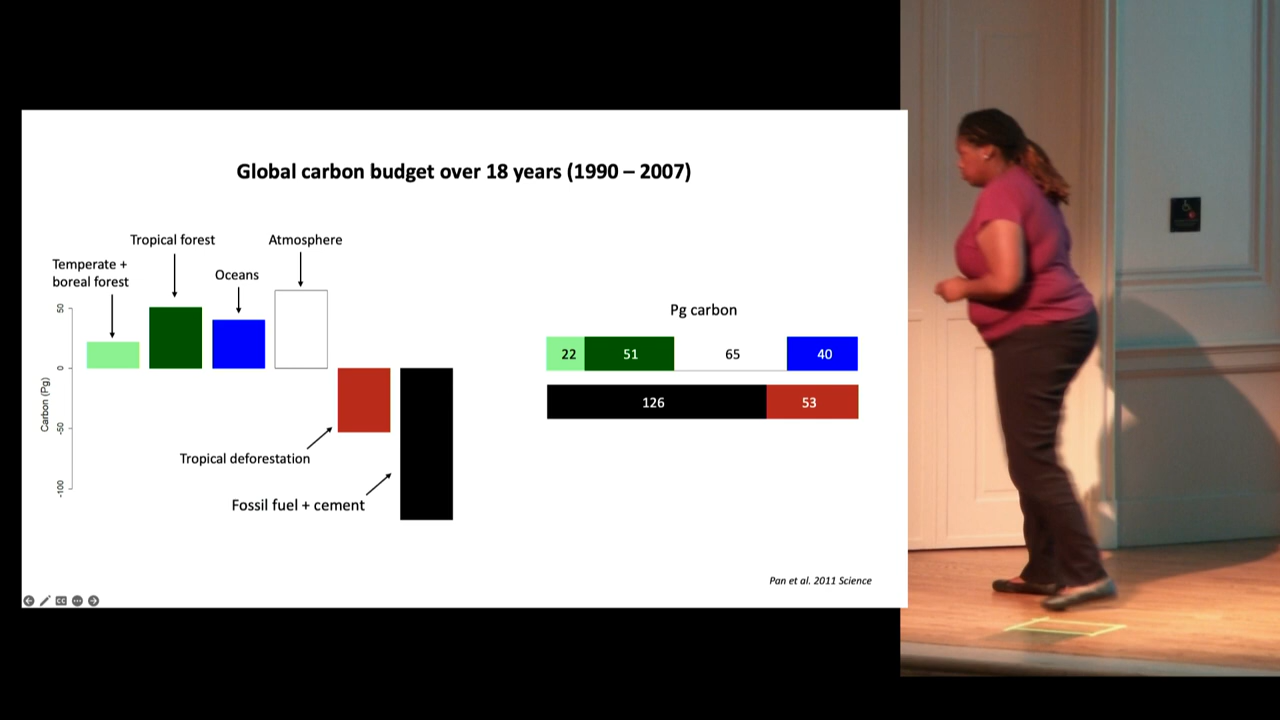 Global carbon budget over 18 years (1990 – 2007)
Tropical forest
Atmosphere
Temperate +
boreal forest
Oceans
50
0
-50
-100
Carbon (Pg)
Tropical deforestation
Fossil fuel + cement
Pg carbon
22 51 65 40
126 53
Pan et al. 2011 Science
CC